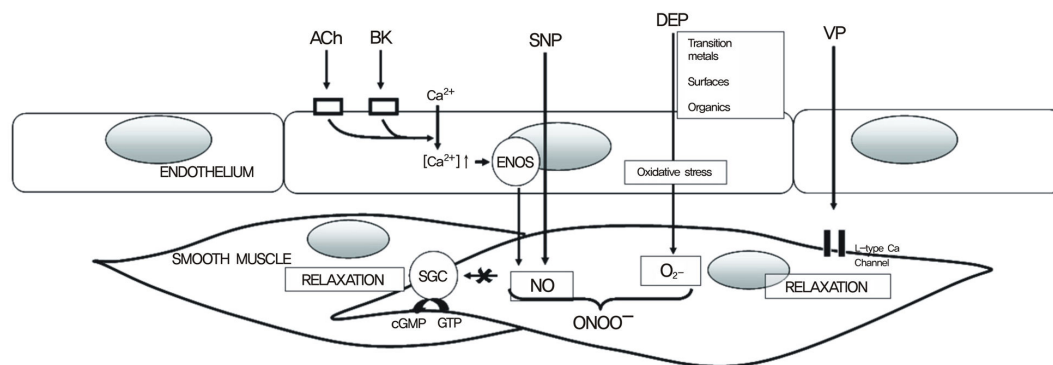 ACh
BK
SNP
DEP
VP
Transition
metals
Surfaces
Organics
Ca²⁺
[Ca²⁺]↑
ENOS
ENDOTHELIUM
Oxidative stress
SMOOTH MUSCLE
RELAXATION
SGC
cGMP
GTP
NO
O₂–
ONOO⁻
L-type Ca
Channel
RELAXATION